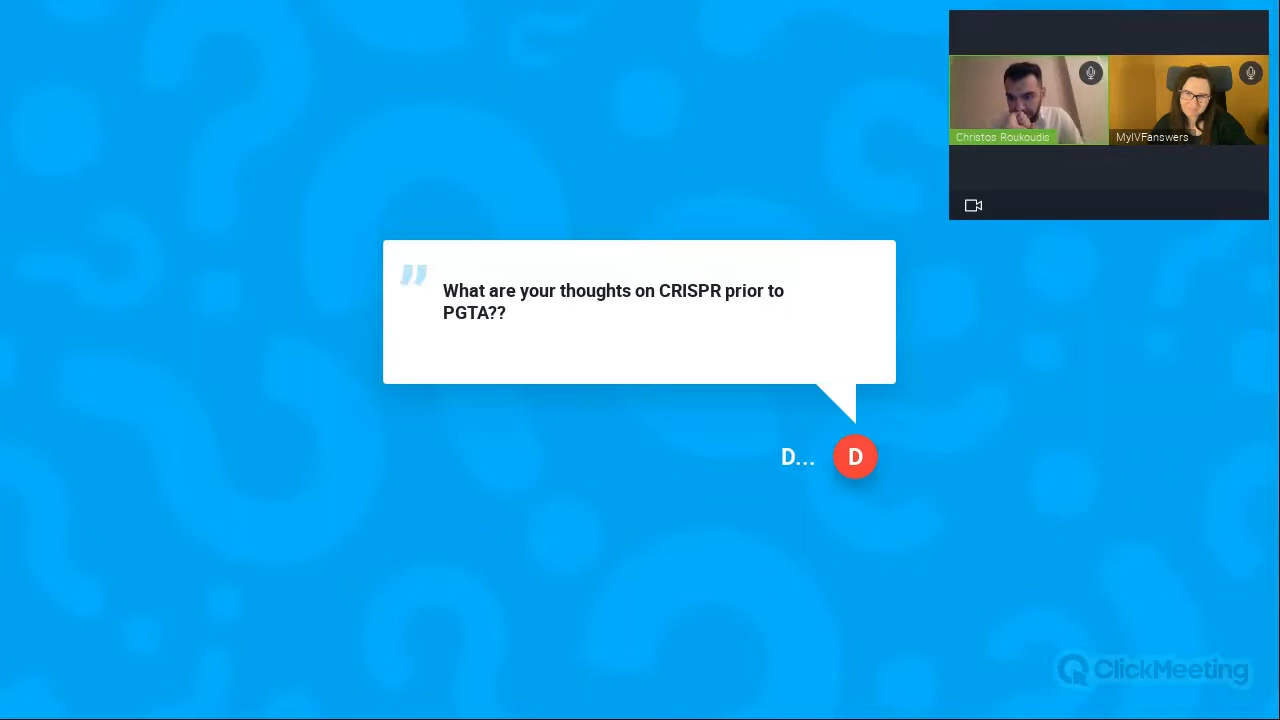 Christos Roukoudis
MyIVFanswers
What are your thoughts on CRISPR prior to
PGTA??
D...
D
ClickMeeting